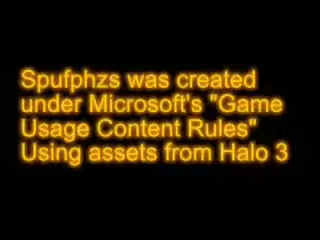 Spufphzs was created
under Microsoft's "Game
Usage Content Rules"
Using assets from Halo 3